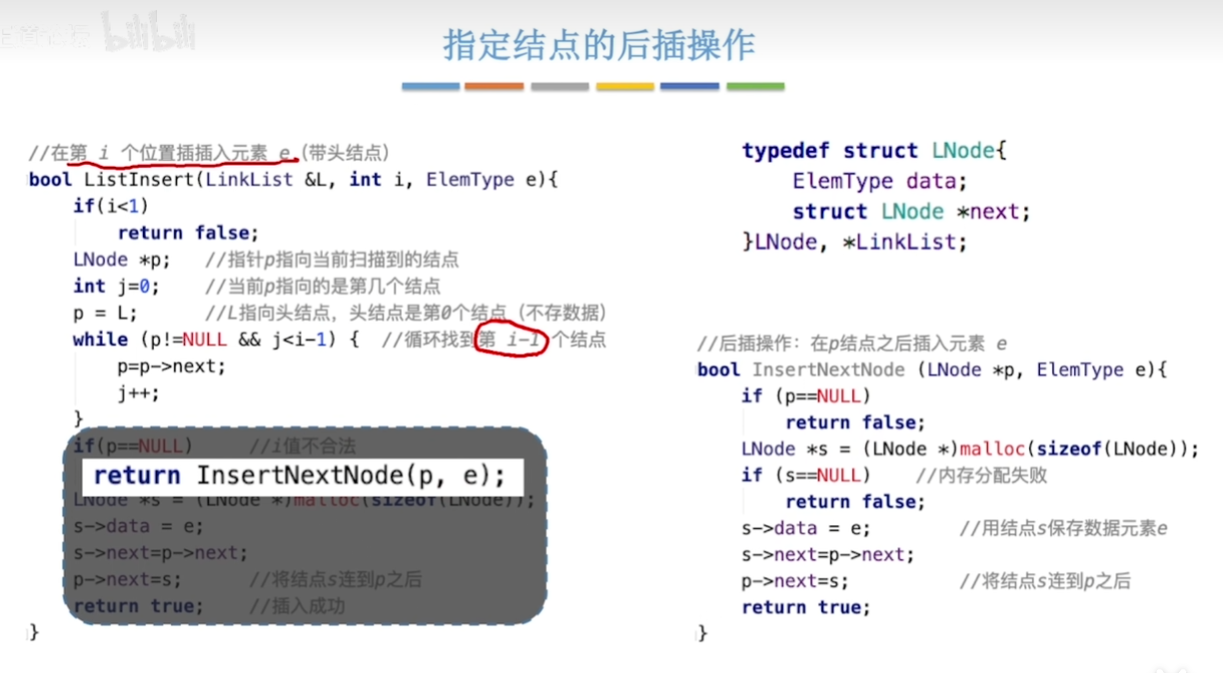 bilibili
指定结点的后插操作
//在第 i 个位置插插入元素 e (带头结点)
bool ListInsert(LinkList &L, int i, ElemType e){
if(i<1)
return false;
LNode *p; //指针p指向当前扫描到的结点
int j=0; //当前p指向的是第几个结点
p = L; //L指向头结点，头结点是第0个结点（不存数据）
while (p!=NULL && j<i-1) { //循环找到第 i-1 个结点
p=p->next;
j++;
}
if(p==NULL) //i值不合法
return InsertNextNode(p, e);
LNode *s = (LNode *)malloc(sizeof(LNode));
s->data = e;
s->next=p->next;
p->next=s; //将结点s连到p之后
return true; //插入成功
}
typedef struct LNode{
ElemType data;
struct LNode *next;
}LNode, *LinkList;
//后插操作：在p结点之后插入元素 e
bool InsertNextNode (LNode *p, ElemType e){
if (p==NULL)
return false;
LNode *s = (LNode *)malloc(sizeof(LNode));
if (s==NULL) //内存分配失败
return false;
s->data = e; //用结点s保存数据元素e
s->next=p->next;
p->next=s; //将结点s连到p之后
return true;
}